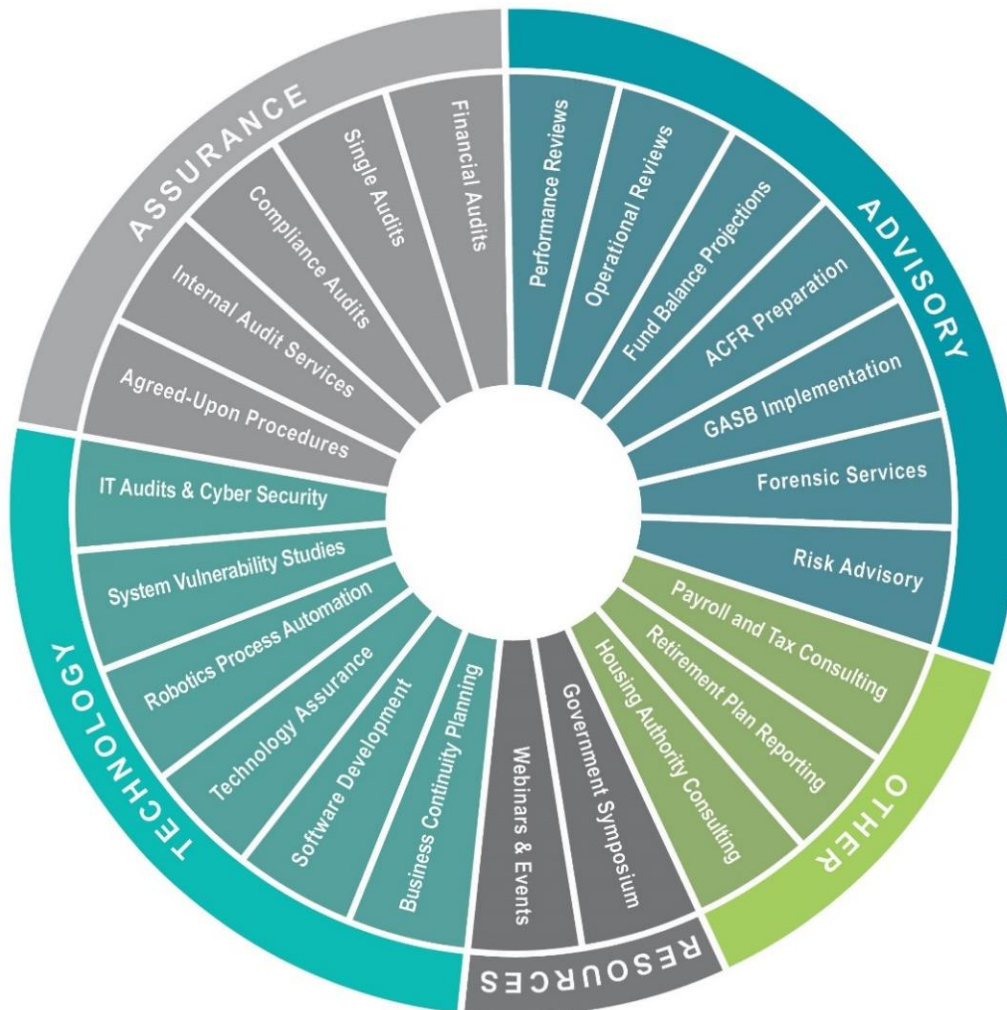 ASSURANCE
Agreed-Upon Procedures
Internal Audit Services
Compliance Audits
Single Audits
Financial Audits
ADVISORY
Performance Reviews
Operational Reviews
Fund Balance Projections
ACFR Preparation
GASB Implementation
Forensic Services
Risk Advisory
OTHER
Payroll and Tax Consulting
Retirement Plan Reporting
Housing Authority Consulting
RESOURCES
Government Symposium
Webinars & Events
TECHNOLOGY
Business Continuity Planning
Software Development
Technology Assurance
Robotics Process Automation
System Vulnerability Studies
IT Audits & Cyber Security